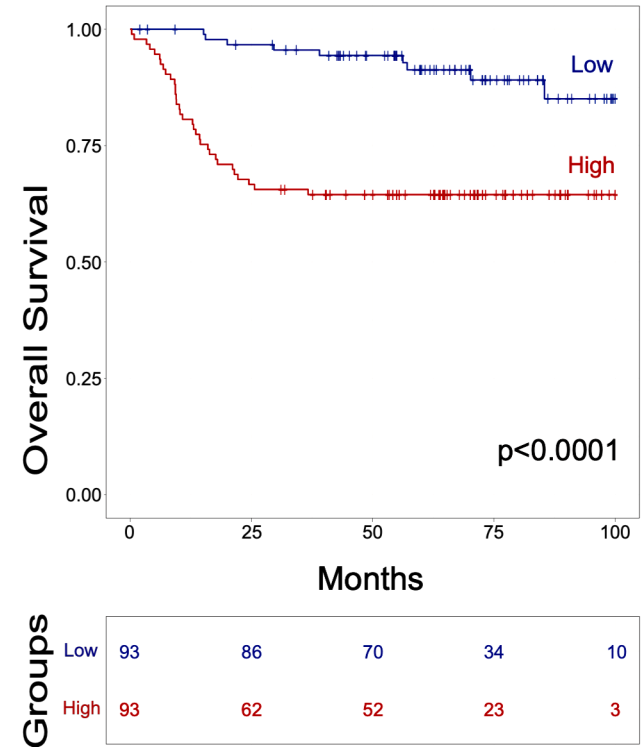 Overall Survival
1.00
0.75
0.50
0.25
0.00
Low
High
p<0.0001
0 25 50 75 100
Months
Groups
Low 93 86 70 34 10
High 93 62 52 23 3